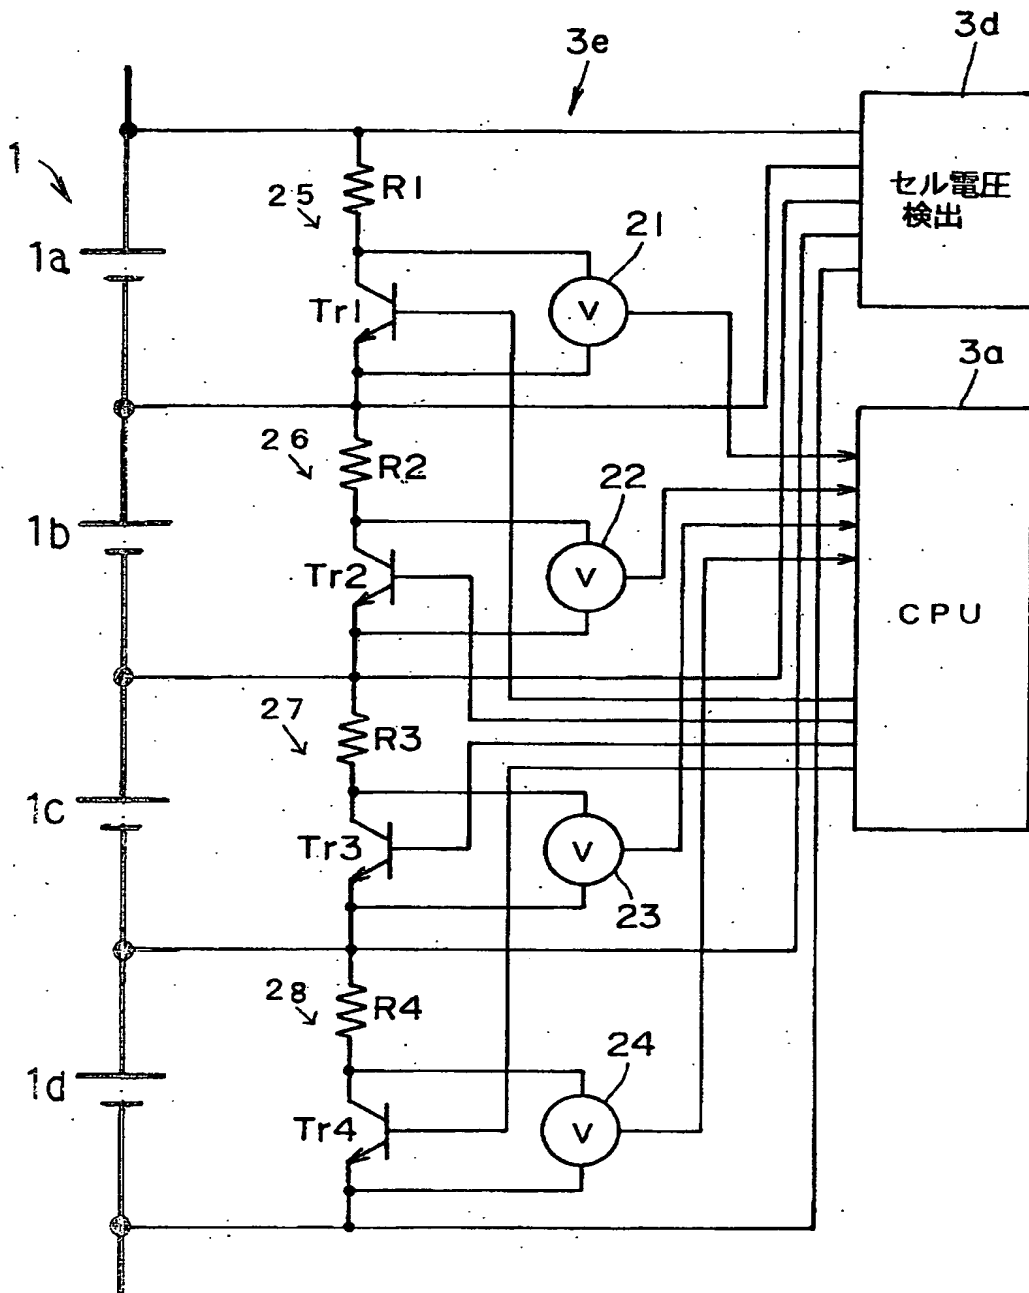 3d
3e
セル電圧
検出
1
25
R1
21
1a
V
Tr1
3a
26
R2
22
1b
V
Tr2
CPU
27
R3
1c
V
Tr3
23
28
R4
24
1d
V
Tr4